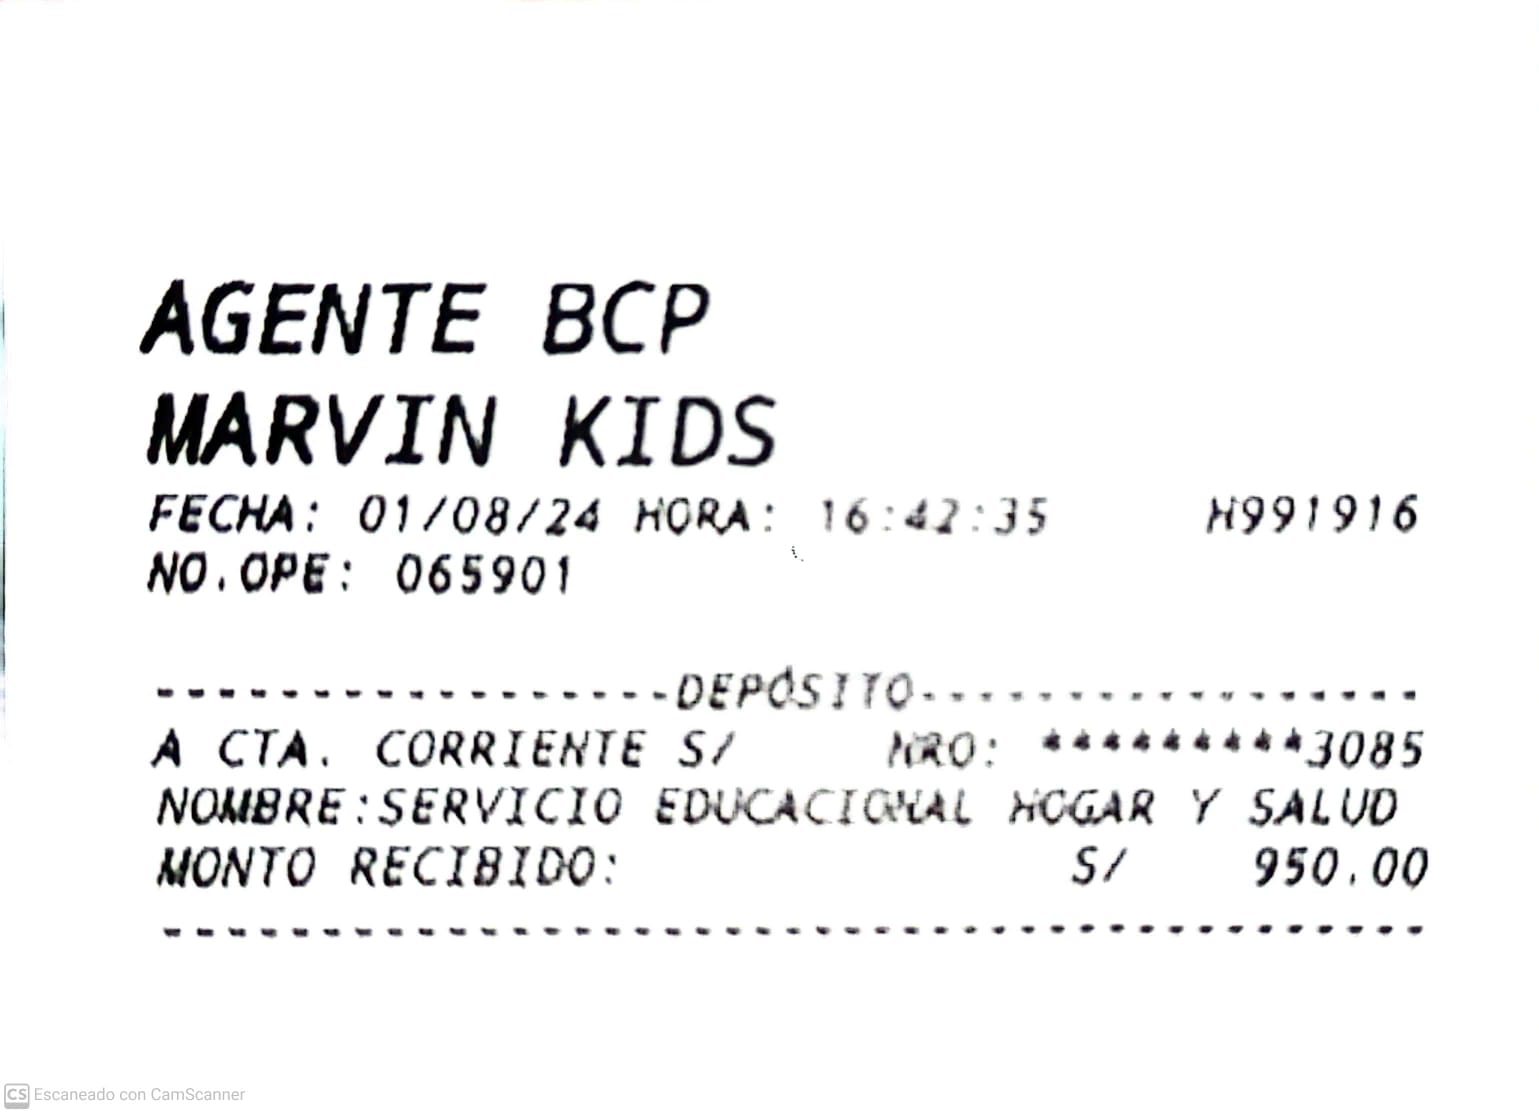 AGENTE BCP
MARVIN KIDS
FECHA: 01/08/24 HORA: 16:42:35 H991916
NO.OPE: 065901
-----------------DEPÓSITO-----------------
A CTA. CORRIENTE S/ NRO: *********3085
NOMBRE:SERVICIO EDUCACIONAL HOGAR Y SALUD
MONTO RECIBIDO: S/ 950.00
------------------------------------------
CS Escaneado con CamScanner